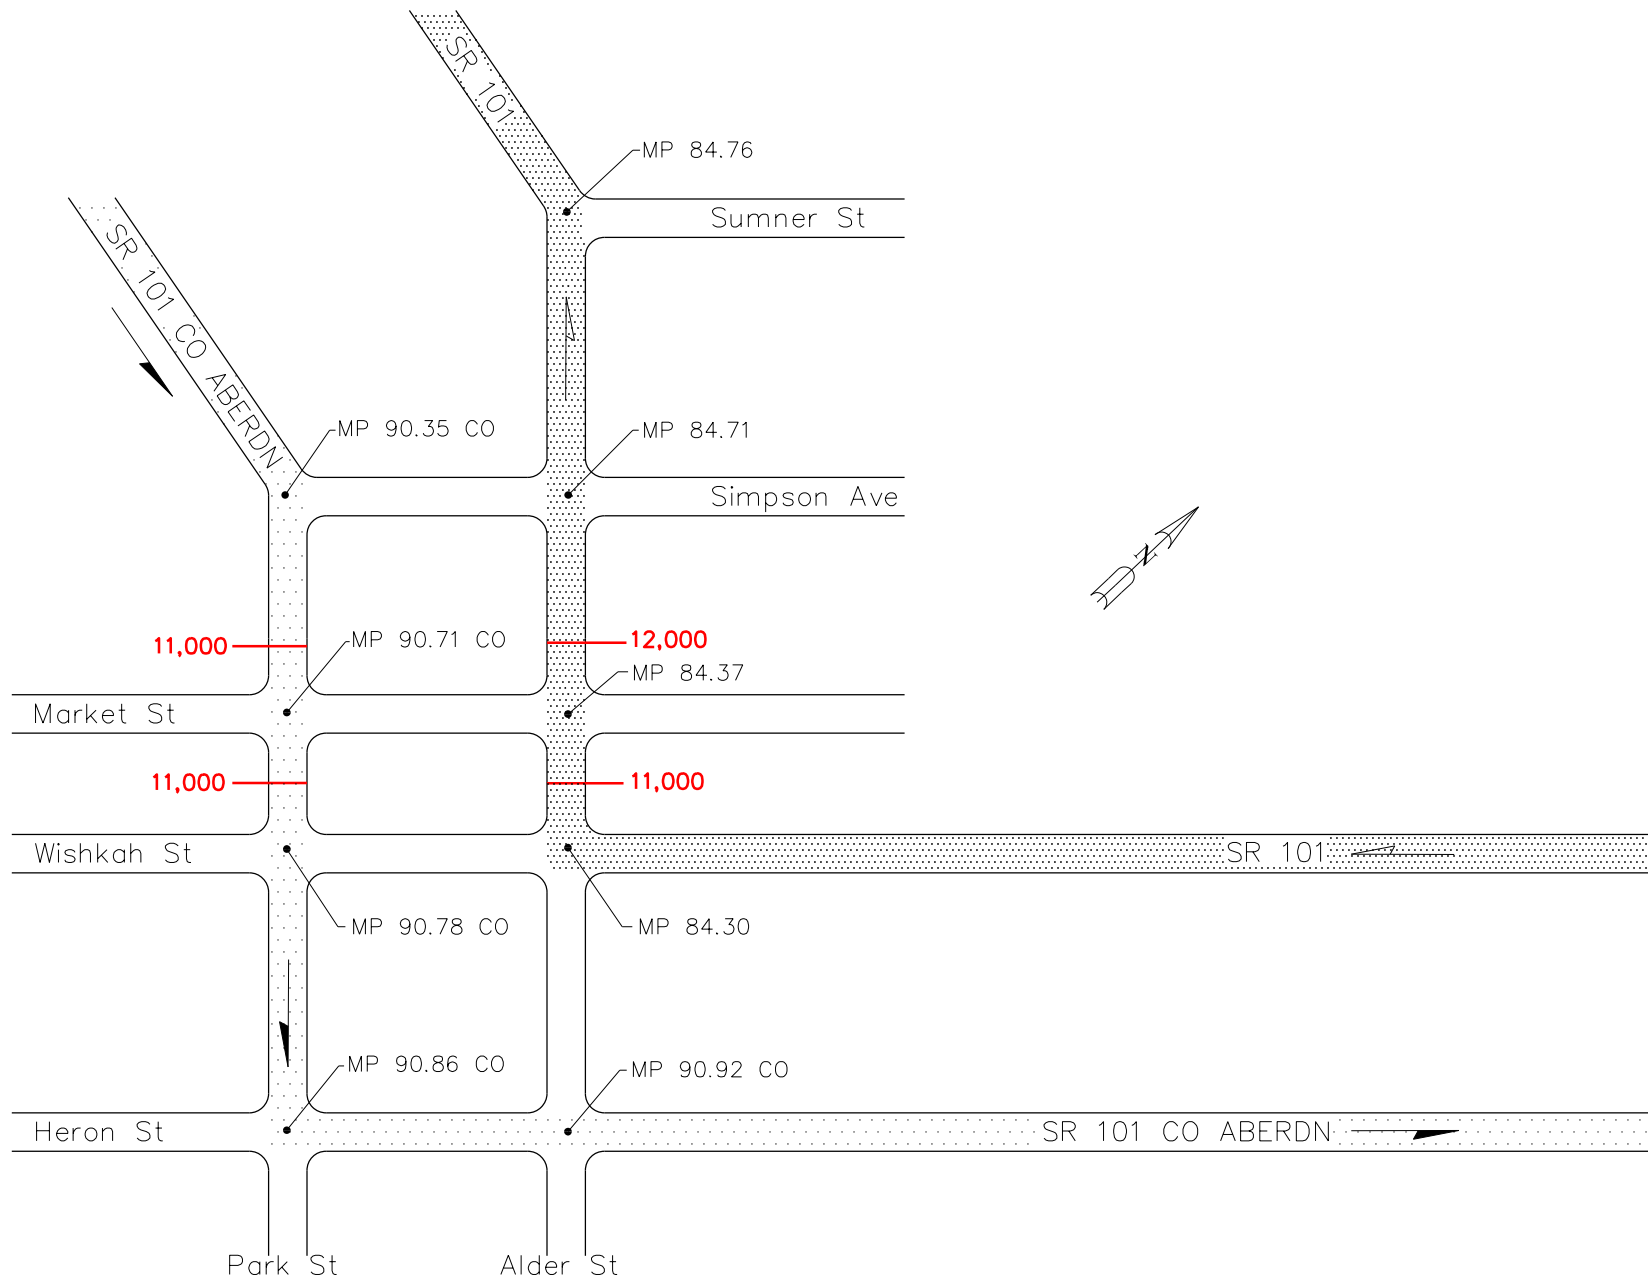 SR 101
MP 84.76
Sumner St
SR 101 CO ABERDN
MP 90.35 CO
MP 84.71
Simpson Ave
N
11,000
MP 90.71 CO
12,000
MP 84.37
Market St
11,000
11,000
Wishkah St
SR 101
MP 90.78 CO
MP 84.30
MP 90.86 CO
MP 90.92 CO
Heron St
SR 101 CO ABERDN
Park St
Alder St